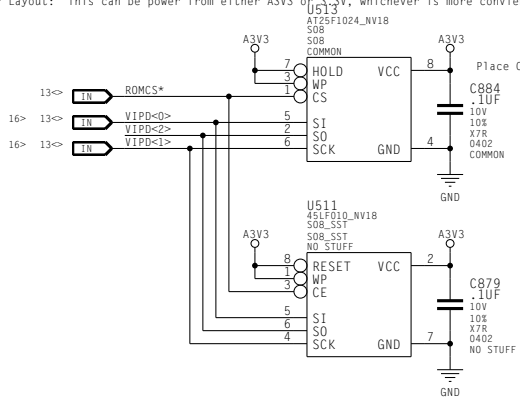 Layout: This can be power from either A3V3 or 3.3V, whichever is more
U513
AT25F1024_NV18
SO8
SO8
COMMON
A3V3
A3V3
7 HOLD VCC 8
3 WP
1 CS
Place
13<> IN ROMCS*
C884
.1UF
10V
10%
X7R
0402
COMMON
16> 13<> IN VIPD<0> 5 SI
VIPD<2> 2 SO
16> 13<> IN VIPD<1> 6 SCK GND 4
GND
U511
45LF010_NV18
SO8_SST
SO8_SST
NO STUFF
A3V3
A3V3
8 RESET VCC 2
1 WP
3 CE
C879
.1UF
10V
10%
X7R
0402
NO STUFF
5 SI
6 SO
4 SCK GND 7
GND